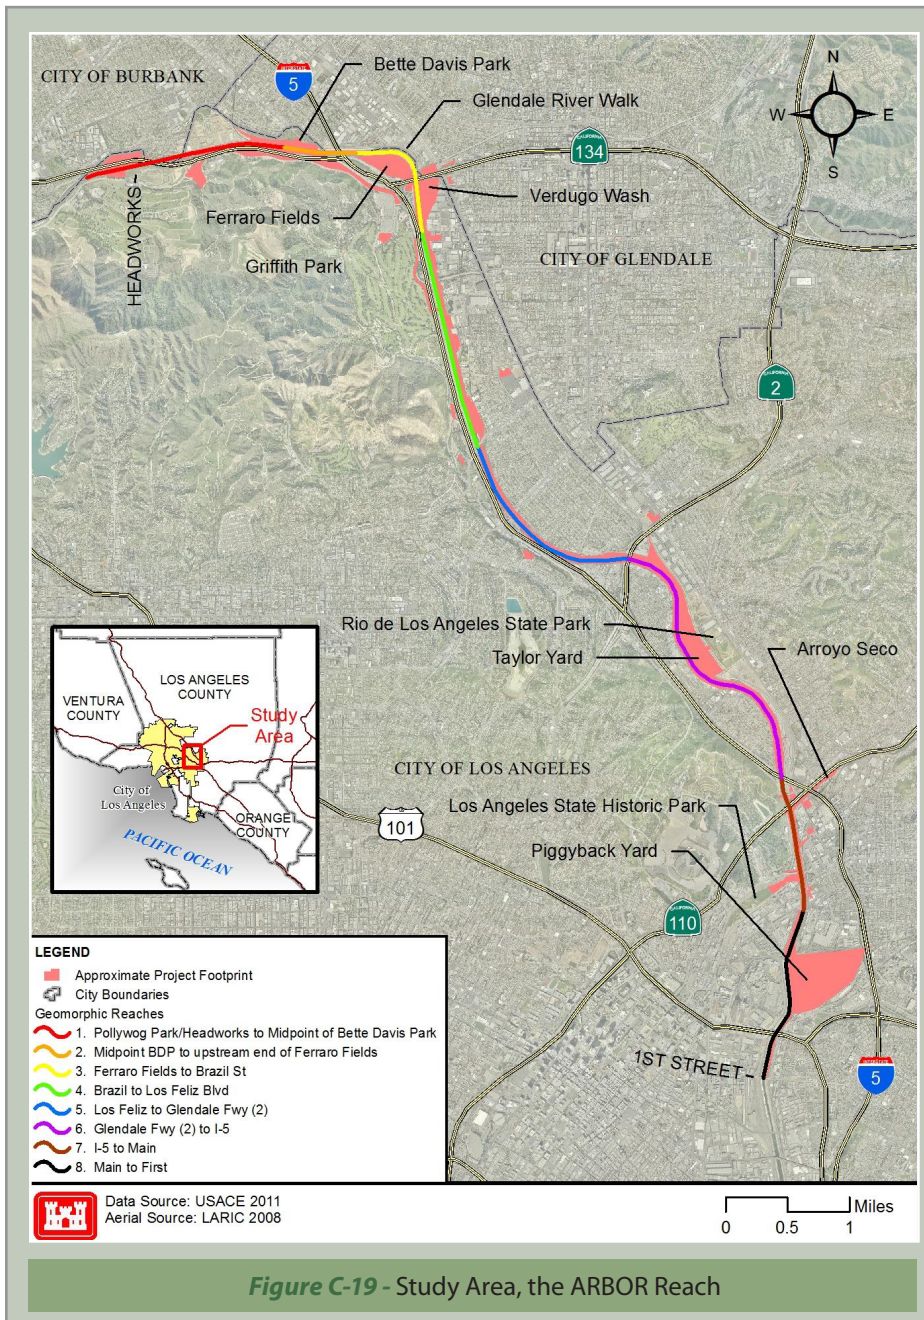 CITY OF BURBANK
INTERSTATE
5
Bette Davis Park
Glendale River Walk
N
W
E
S
CALIFORNIA
134
HEADWORKS
Ferraro Fields
Verdugo Wash
Griffith Park
CITY OF GLENDALE
CALIFORNIA
2
Rio de Los Angeles State Park
Taylor Yard
Arroyo Seco
CITY OF LOS ANGELES
Los Angeles State Historic Park
101
Piggyback Yard
CALIFORNIA
110
1ST STREET
INTERSTATE
5
VENTURA
COUNTY
LOS ANGELES
COUNTY
Study
Area
City of
Los Angeles
ORANGE
COUNTY
PACIFIC OCEAN
LEGEND
Approximate Project Footprint
City Boundaries
Geomorphic Reaches
1. Pollywog Park/Headworks to Midpoint of Bette Davis Park
2. Midpoint BDP to upstream end of Ferraro Fields
3. Ferraro Fields to Brazil St
4. Brazil to Los Feliz Blvd
5. Los Feliz to Glendale Fwy (2)
6. Glendale Fwy (2) to I-5
7. I-5 to Main
8. Main to First
Data Source: USACE 2011
Aerial Source: LARIC 2008
Miles
0 0.5 1
Figure C-19 - Study Area, the ARBOR Reach